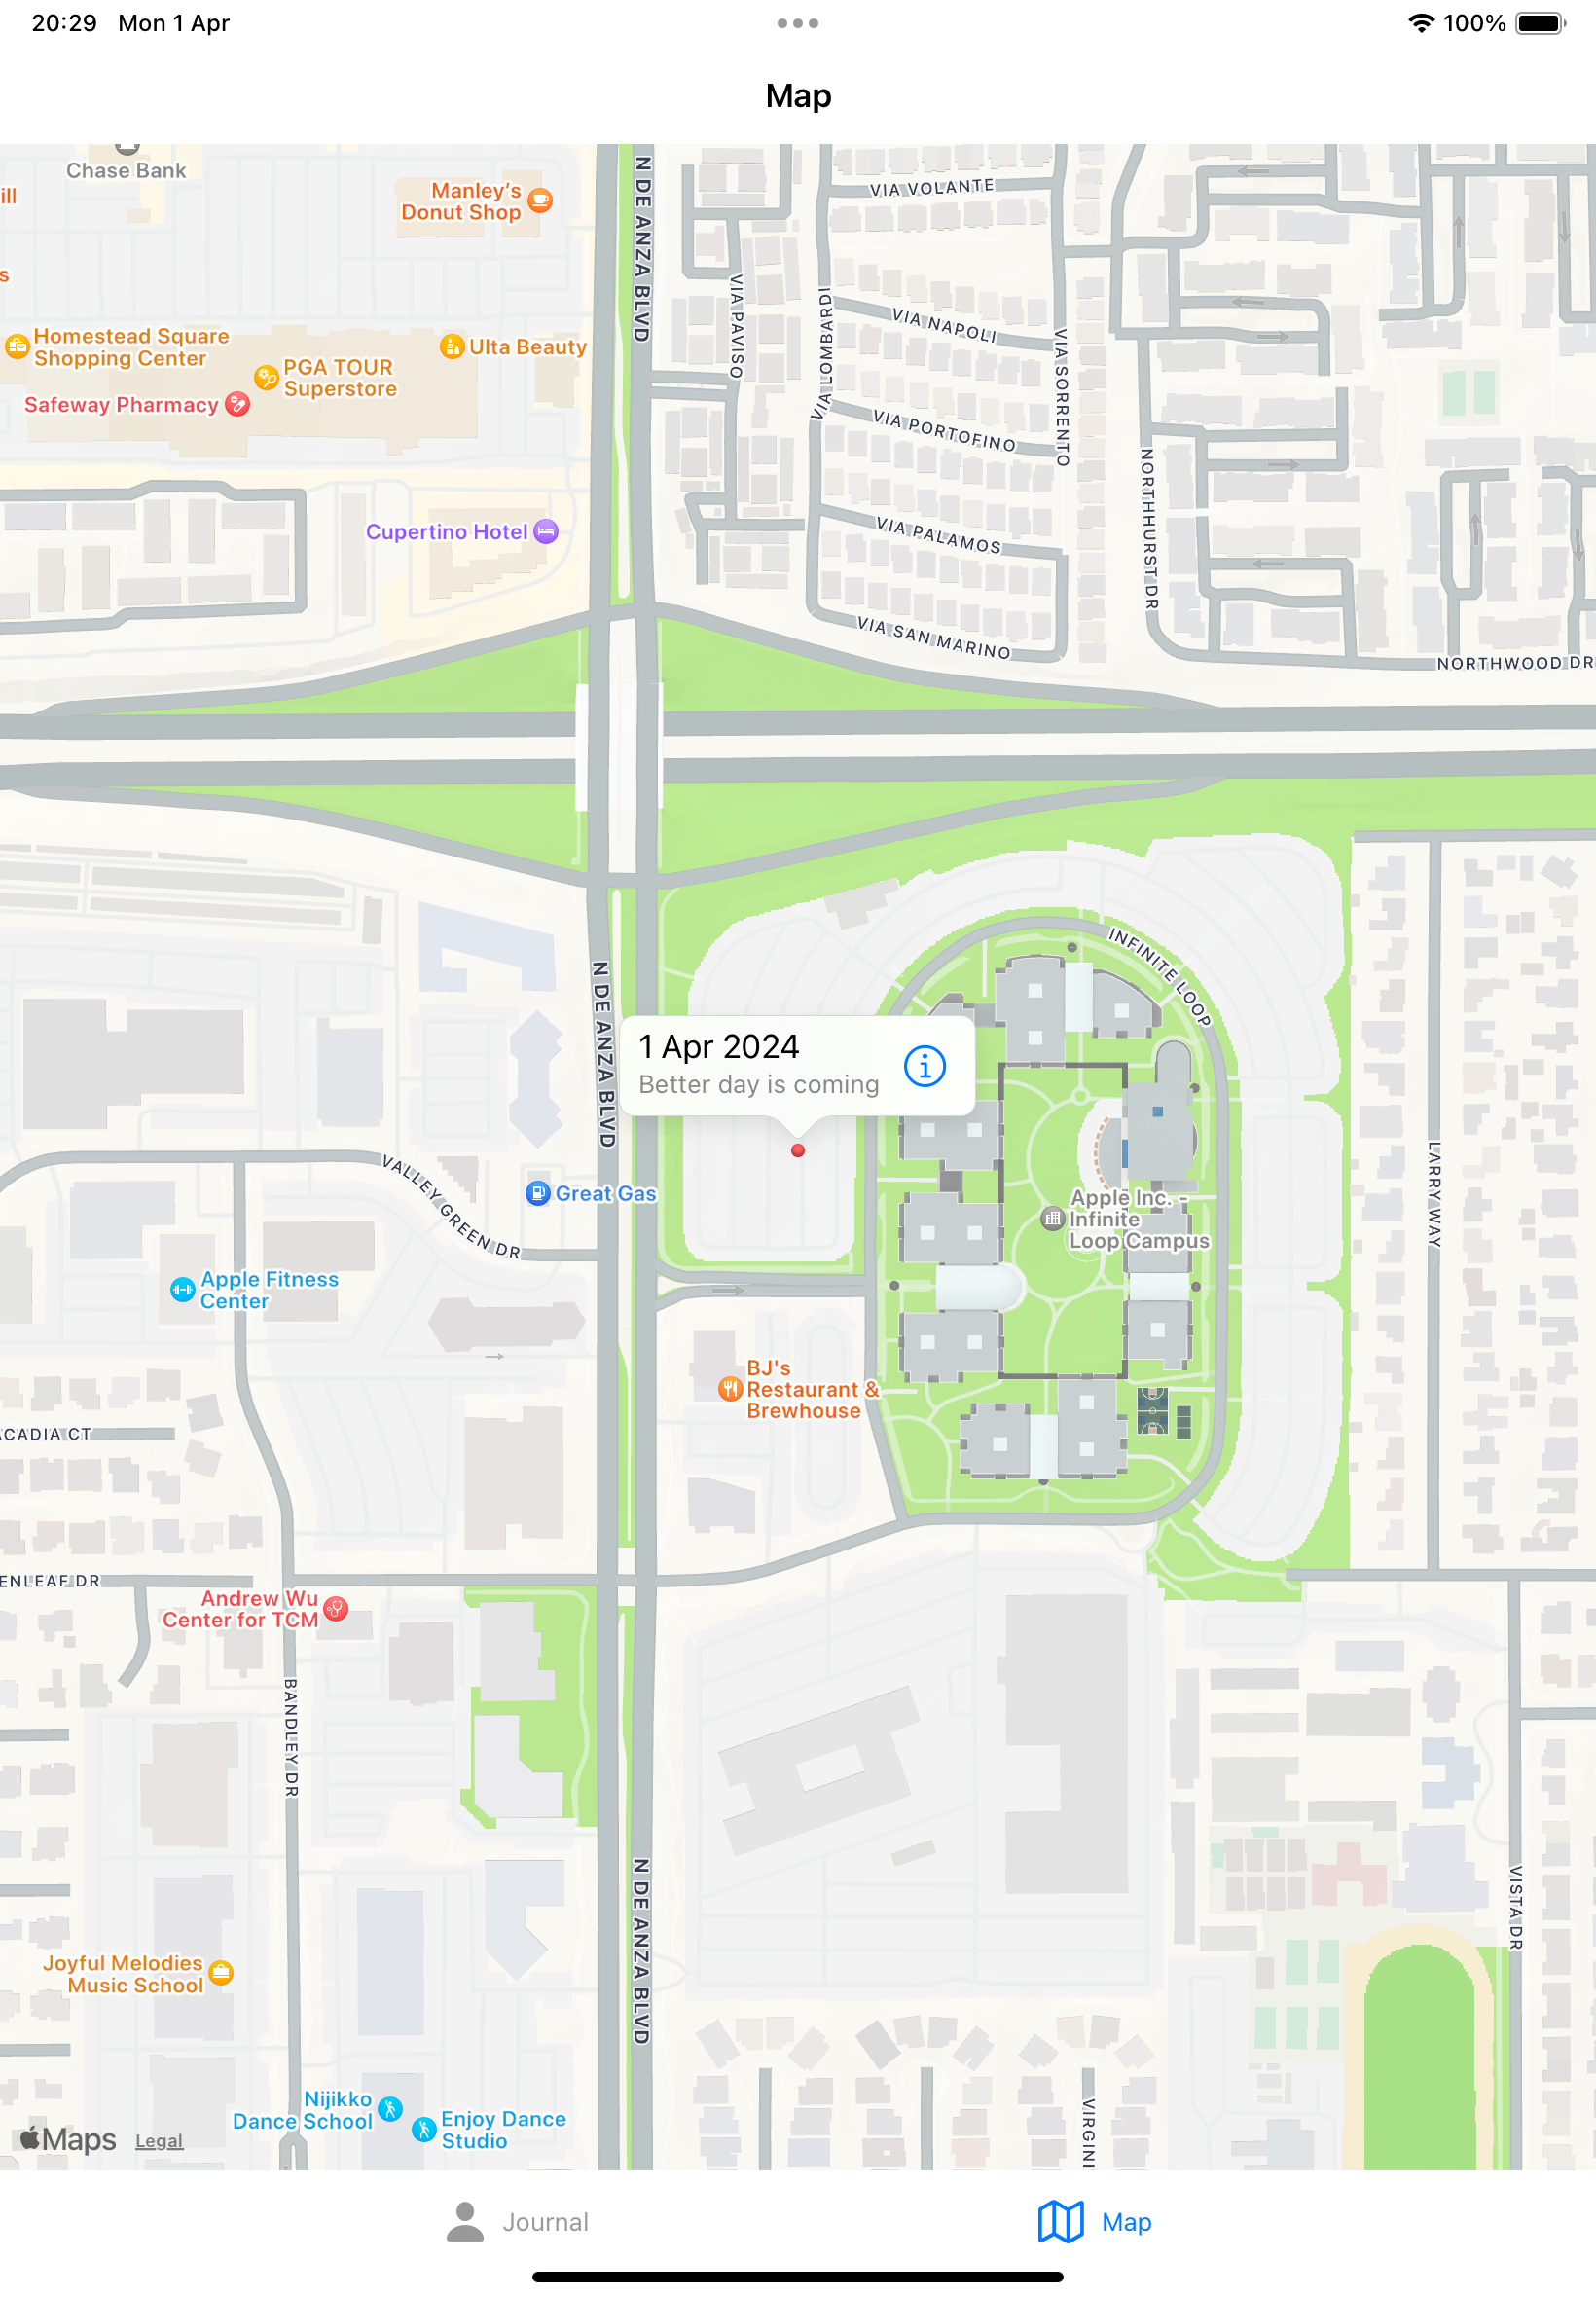 20:29 Mon 1 Apr
100%
Map
Chase Bank
ill
Manley's
Donut Shop
s
Homestead Square
Shopping Center
PGA TOUR
Superstore
Ulta Beauty
Safeway Pharmacy
Cupertino Hotel
N DE ANZA BLVD
VIA VOLANTE
VIA PAVISO
VIA LOMBARDI
VIA NAPOLI
VIA SORRENTO
VIA PORTOFINO
VIA PALAMOS
VIA SAN MARINO
NORTHHURST DR
NORTHWOOD DR
INFINITE LOOP
N DE ANZA BLVD
1 Apr 2024
Better day is coming
VALLEY GREEN DR
Great Gas
Apple Inc. -
Infinite
Loop Campus
LARRY WAY
Apple Fitness
Center
BJ's
Restaurant &
Brewhouse
CADIA CT
ENLEAF DR
Andrew Wu
Center for TCM
BANDLEY DR
N DE ANZA BLVD
VISTA DR
Joyful Melodies
Music School
Nijikko
Dance School
Enjoy Dance
Studio
VIRGINI
Maps
Legal
Journal
Map